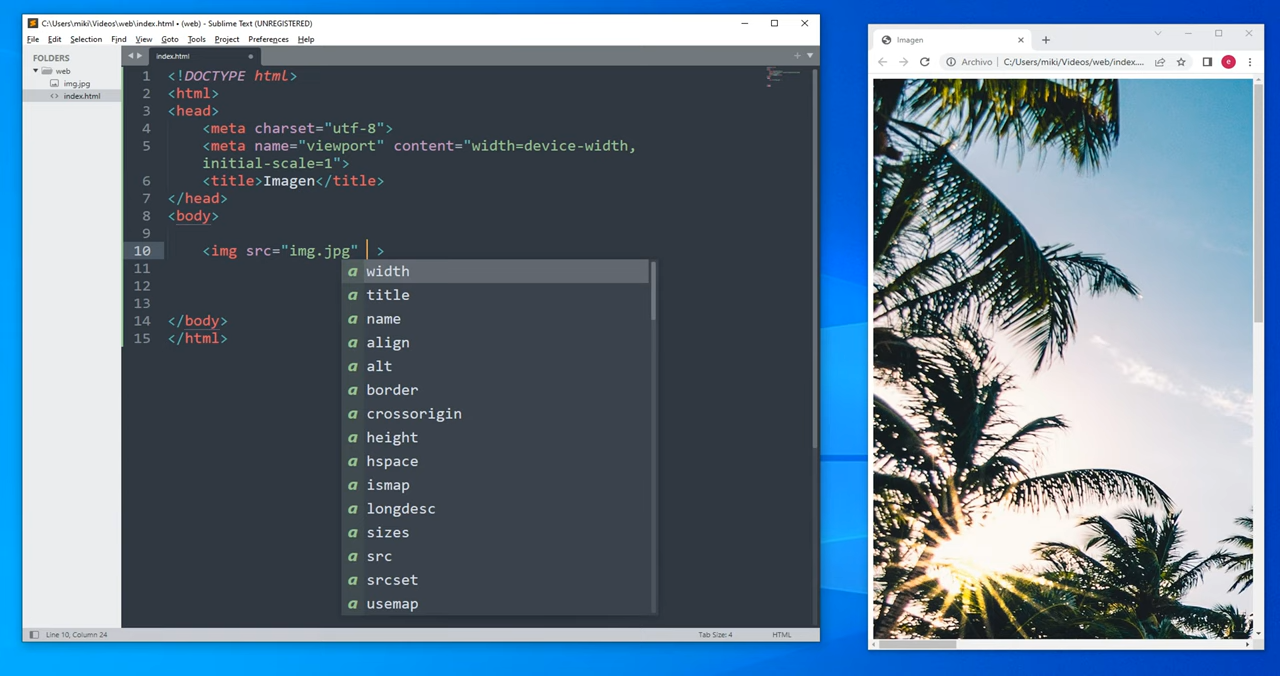 C:\Users\miki\Videos\web\index.html • (web) - Sublime Text (UNREGISTERED)
File Edit Selection Find View Goto Tools Project Preferences Help
FOLDERS
web
img.jpg
index.html
index.html
1 <!DOCTYPE html>
2 <html>
3 <head>
4 <meta charset="utf-8">
5 <meta name="viewport" content="width=device-width,
initial-scale=1">
6 <title>Imagen</title>
7 </head>
8 <body>
9
10 <img src="img.jpg" >
11
12
13
14 </body>
15 </html>
a width
a title
a name
a align
a alt
a border
a crossorigin
a height
a hspace
a ismap
a longdesc
a sizes
a src
a srcset
a usemap
Line 10, Column 24
Tab Size: 4
HTML
Imagen
Archivo C:/Users/miki/Videos/web/index....
e